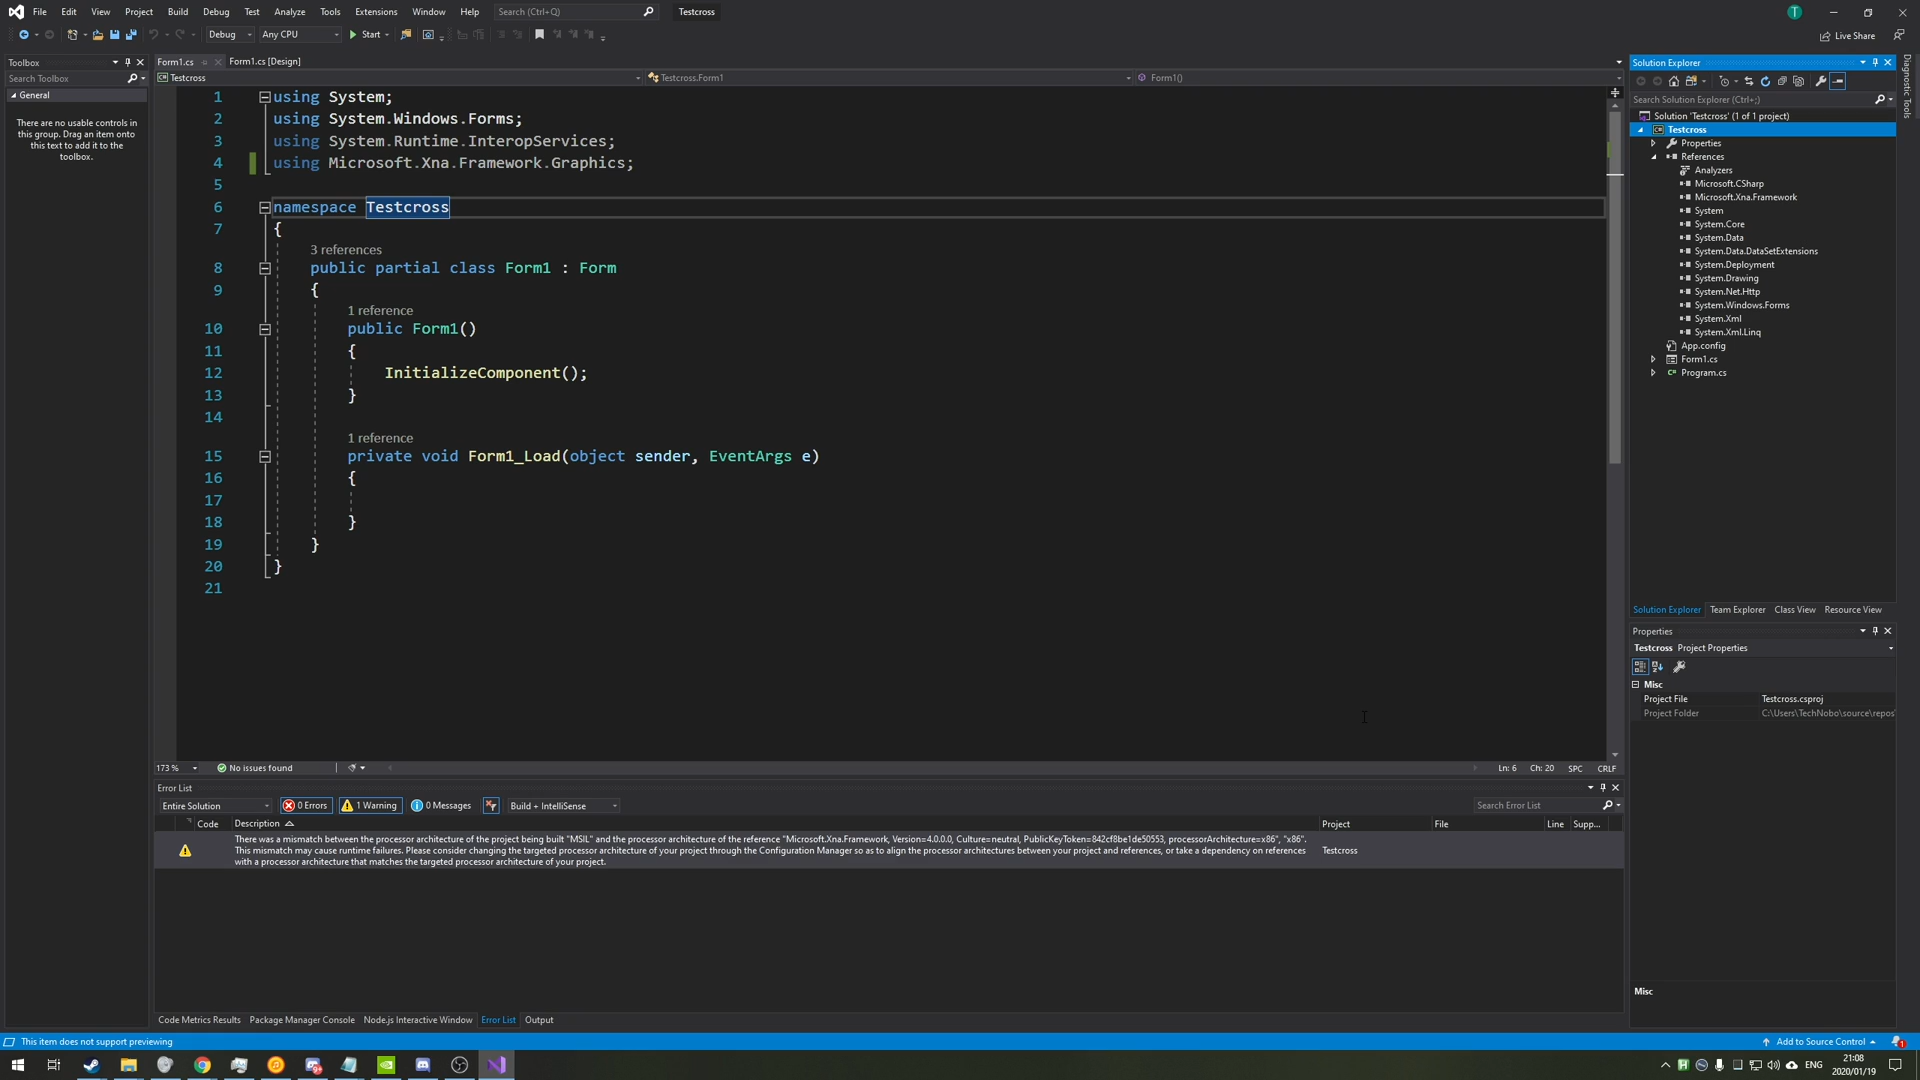 File Edit View Project Build Debug Test Analyze Tools Extensions Window Help Search (Ctrl+Q) Testcross T
Debug Any CPU Start Live Share
Toolbox
Search Toolbox
General
There are no usable controls in
this group. Drag an item onto
this text to add it to the
toolbox.
Form1.cs Form1.cs [Design]
Testcross Testcross.Form1 Form1()
1 using System;
2 using System.Windows.Forms;
3 using System.Runtime.InteropServices;
4 using Microsoft.Xna.Framework.Graphics;
5
6 namespace Testcross
7 {
3 references
8 public partial class Form1 : Form
9 {
1 reference
10 public Form1()
11 {
12 InitializeComponent();
13 }
14
1 reference
15 private void Form1_Load(object sender, EventArgs e)
16 {
17
18 }
19 }
20 }
21
173 % No issues found Ln: 6 Ch: 20 SPC CRLF
Error List
Entire Solution 0 Errors 1 Warning 0 Messages Build + IntelliSense Search Error List
Code Description Project File Line Supp...
There was a mismatch between the processor architecture of the project being built "MSIL" and the processor architecture of the reference "Microsoft.Xna.Framework, Version=4.0.0.0, Culture=neutral, PublicKeyToken=842cf8be1de50553, processorArchitecture=x86", "x86".
This mismatch may cause runtime failures. Please consider changing the targeted processor architecture of your project through the Configuration Manager so as to align the processor architectures between your project and references, or take a dependency on references
with a processor architecture that matches the targeted processor architecture of your project.
Testcross
Code Metrics Results Package Manager Console Node.js Interactive Window Error List Output
Solution Explorer
Search Solution Explorer (Ctrl+;)
Solution 'Testcross' (1 of 1 project)
Testcross
Properties
References
Analyzers
Microsoft.CSharp
Microsoft.Xna.Framework
System
System.Core
System.Data
System.Data.DataSetExtensions
System.Deployment
System.Drawing
System.Net.Http
System.Windows.Forms
System.Xml
System.Xml.Linq
App.config
Form1.cs
Program.cs
Solution Explorer Team Explorer Class View Resource View
Properties
Testcross Project Properties
Misc
Project File Testcross.csproj
Project Folder C:\Users\TechNobo\source\repos\
Misc
Diagnostic Tools
This item does not support previewing Add to Source Control 1
ENG 21:08
2020/01/19